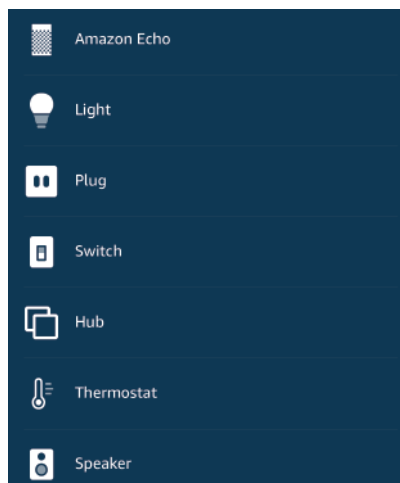 Amazon Echo
Light
Plug
Switch
Hub
Thermostat
Speaker